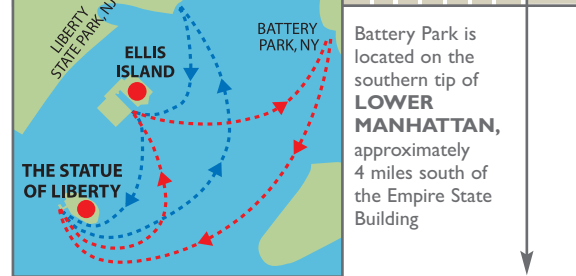 LIBERTY
STATE PARK, NJ
BATTERY
PARK, NY
ELLIS
ISLAND
THE STATUE
OF LIBERTY
Battery Park is
located on the
southern tip of
LOWER
MANHATTAN,
approximately
4 miles south of
the Empire State
Building